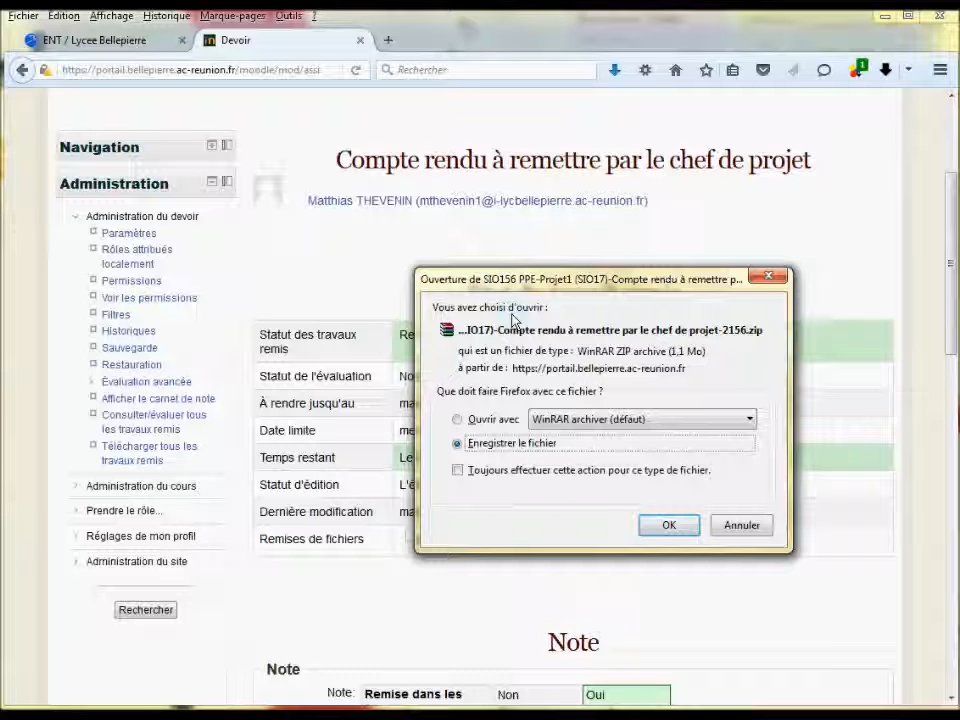 Fichier Edition Affichage Historique Marque-pages Outils ?
ENT / Lycee Bellepierre
Devoir
https://portail.bellepierre.ac-reunion.fr/moodle/mod/assi
Rechercher
1
Navigation
Administration
Administration du devoir
Paramètres
Rôles attribués
localement
Permissions
Voir les permissions
Filtres
Historiques
Sauvegarde
Restauration
Évaluation avancée
Afficher le carnet de note
Consulter/évaluer tous
les travaux remis
Télécharger tous les
travaux remis
Administration du cours
Prendre le rôle...
Réglages de mon profil
Administration du site
Rechercher
Compte rendu à remettre par le chef de projet
Matthias THEVENIN (mthevenin1@i-lycbellepierre.ac-reunion.fr)
Statut des travaux
remis
Re
Statut de l'évaluation No
À rendre jusqu'au ma
Date limite me
Temps restant Le
Statut d'édition L'é
Dernière modification ma
Remises de fichiers
Ouverture de SIO156 PPE-Projet1 (SIO17)-Compte rendu à remettre p...
Vous avez choisi d'ouvrir :
...IO17)-Compte rendu à remettre par le chef de projet-2156.zip
qui est un fichier de type : WinRAR ZIP archive (1,1 Mo)
à partir de : https://portail.bellepierre.ac-reunion.fr
Que doit faire Firefox avec ce fichier ?
Ouvrir avec WinRAR archiver (défaut)
Enregistrer le fichier
Toujours effectuer cette action pour ce type de fichier.
OK Annuler
Note
Note
Note: Remise dans les Non Oui